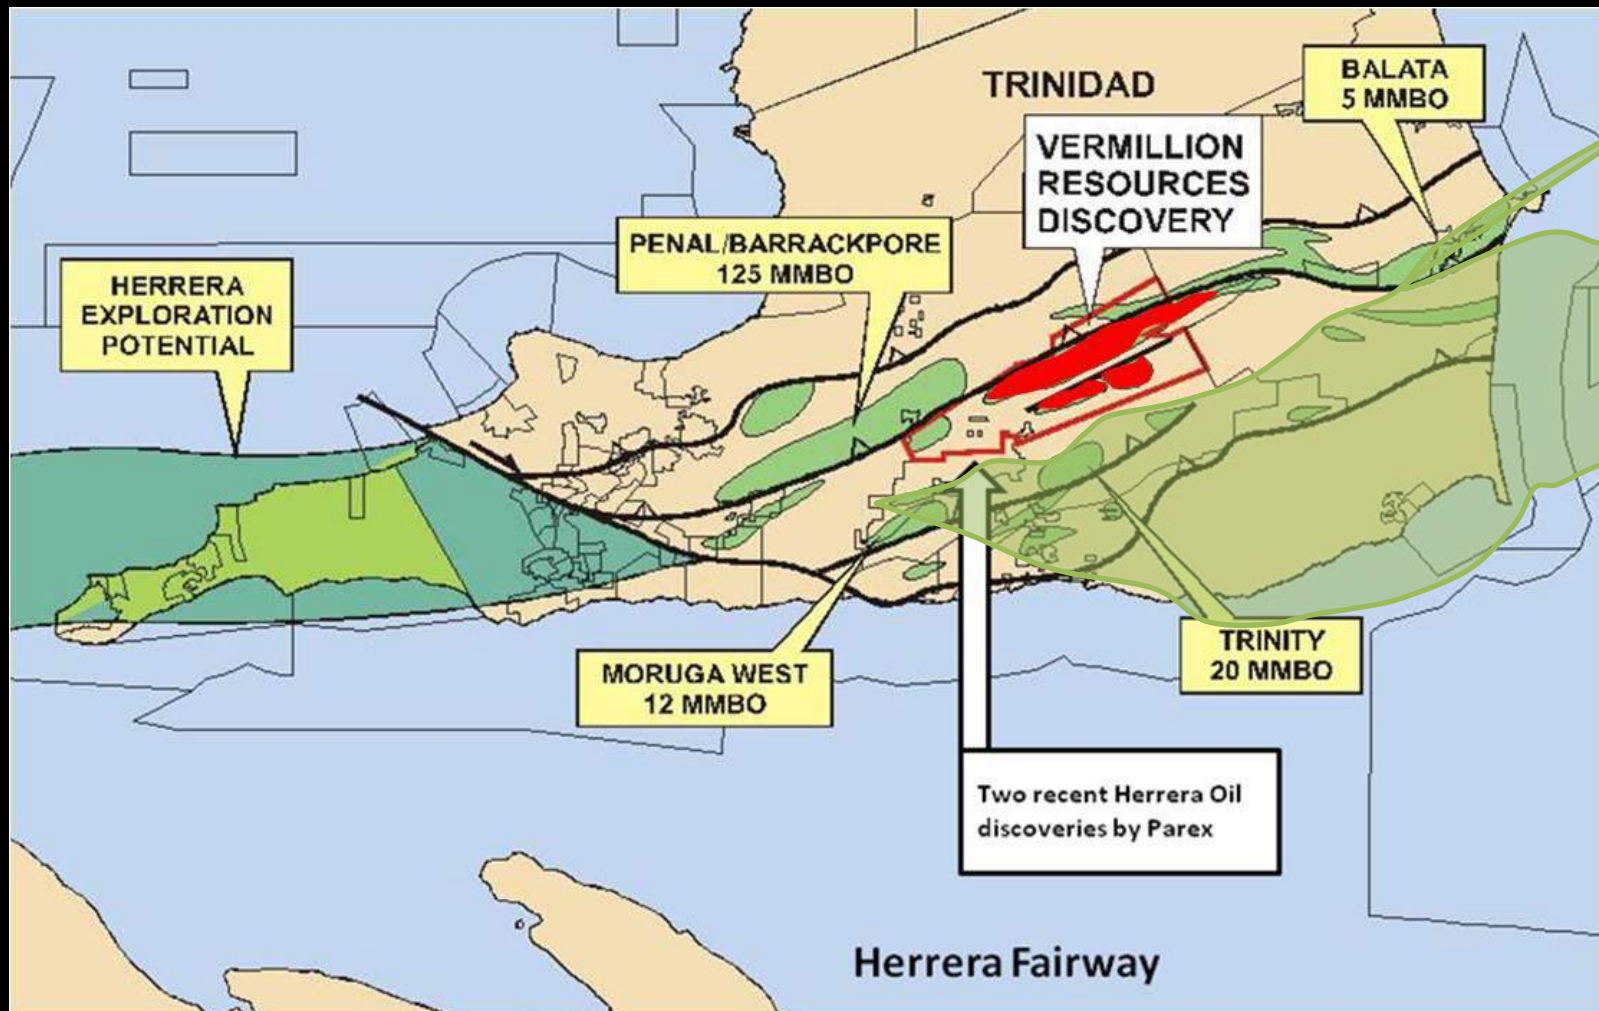 TRINIDAD
BALATA
5 MMBO
VERMILLION
RESOURCES
DISCOVERY
PENAL/BARRACKPORE
125 MMBO
HERRERA
EXPLORATION
POTENTIAL
MORUGA WEST
12 MMBO
TRINITY
20 MMBO
Two recent Herrera Oil
discoveries by Parex
Herrera Fairway